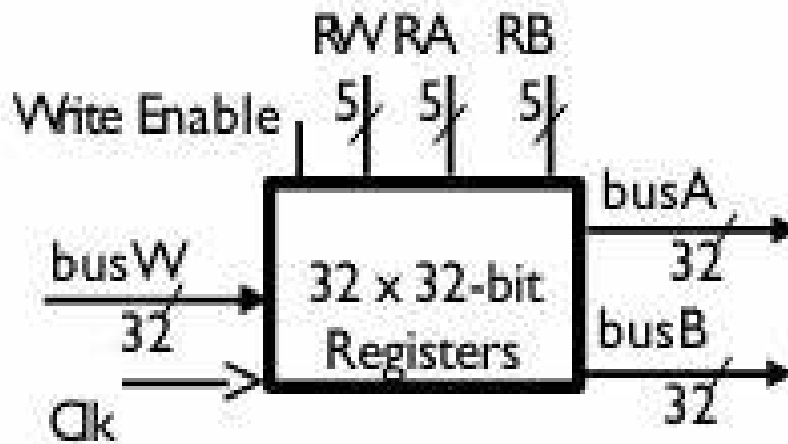 RW RA RB
5 5 5
Write Enable
busA
32
busW
32
32 x 32-bit
Registers
busB
32
Clk